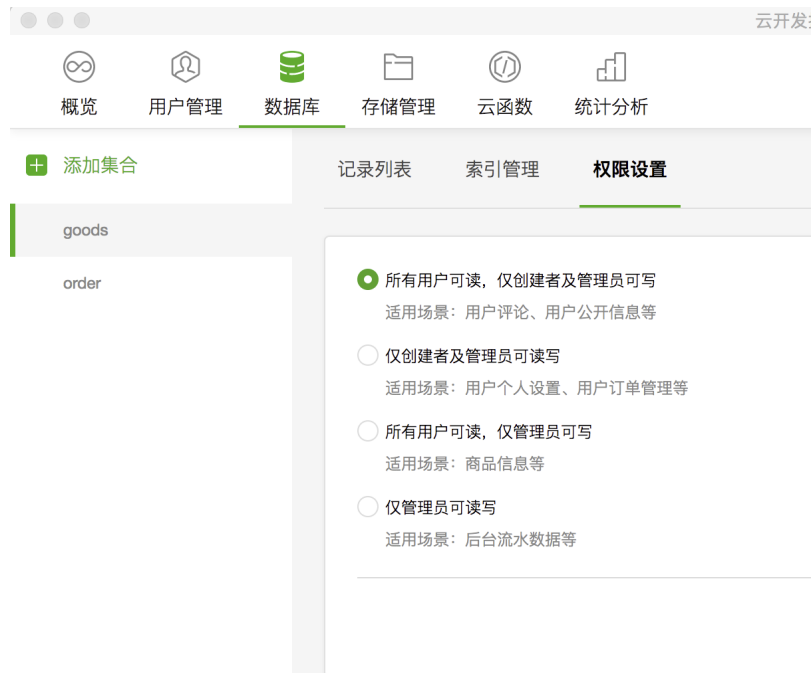 云开发
概览 用户管理 数据库 存储管理 云函数 统计分析
添加集合
记录列表 索引管理 权限设置
goods
order
所有用户可读，仅创建者及管理员可写
适用场景：用户评论、用户公开信息等
仅创建者及管理员可读写
适用场景：用户个人设置、用户订单管理等
所有用户可读，仅管理员可写
适用场景：商品信息等
仅管理员可读写
适用场景：后台流水数据等